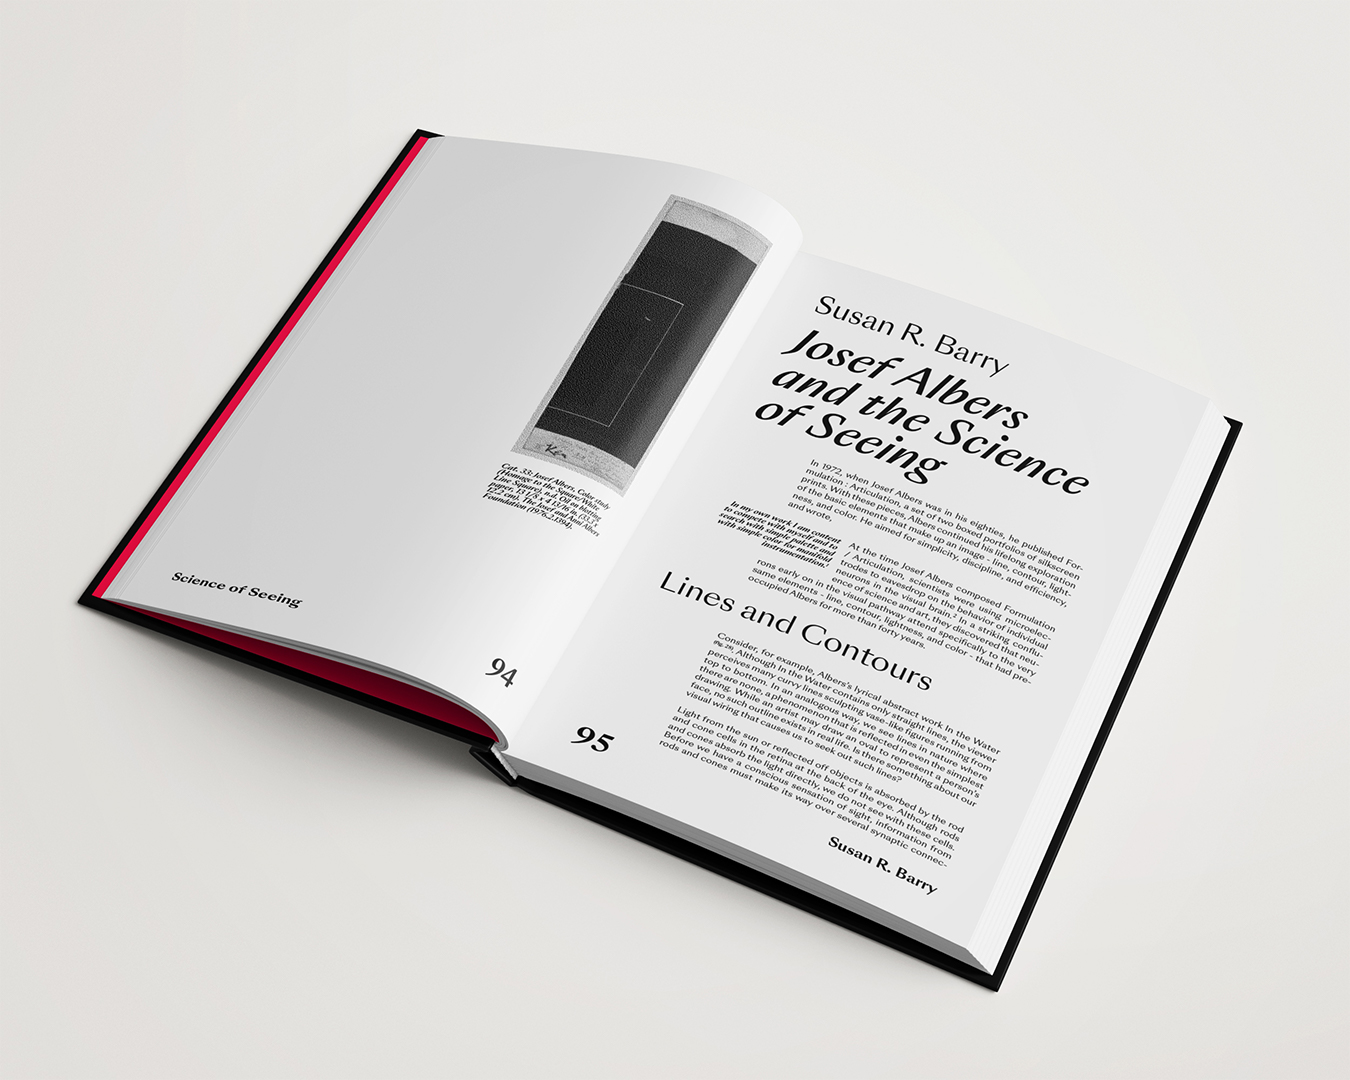 Cat. 33: Josef Albers, Color study
(Homage to the Square/White
Line Square), n.d. Oil on blotting
paper, 13 1/8 x 4 13/16 in. (33.3 x
12.2 cm). The Josef and Anni Albers
Foundation (1976.2.1394).
Science of Seeing
94
Susan R. Barry
Josef Albers
and the Science
of Seeing
In 1972, when Josef Albers was in his eighties, he published For-
mulation : Articulation, a set of two boxed portfolios of silkscreen
prints. With these pieces, Albers continued his lifelong exploration
of the basic elements that make up an image - line, contour, light-
ness, and color. He aimed for simplicity, discipline, and efficiency,
and wrote,
In my own work I am content
to compete with myself and to
search with simple palette and
with simple color for manifold
instrumentation.¹
At the time Josef Albers composed Formulation
/ Articulation, scientists were using microelec-
trodes to eavesdrop on the behavior of individual
neurons in the visual brain.² In a striking conflu-
ence of science and art, they discovered that neu-
rons early on in the visual pathway attend specifically to the very
same elements - line, contour, lightness, and color - that had pre-
occupied Albers for more than forty years.
Lines and Contours
Consider, for example, Albers's lyrical abstract work In the Water
Although In the Water contains only straight lines, the viewer
perceives many curvy lines sculpting vase-like figures running from
top to bottom. In an analogous way, we see lines in nature where
there are none, a phenomenon that is reflected in even the simplest
drawing. While an artist may draw an oval to represent a person's
face, no such outline exists in real life. Is there something about our
visual wiring that causes us to seek out such lines?
Light from the sun or reflected off objects is absorbed by the rod
and cone cells in the retina at the back of the eye. Although rods
and cones absorb the light directly, we do not see with these cells.
Before we have a conscious sensation of sight, information from
rods and cones must make its way over several synaptic connec-
95
Susan R. Barry